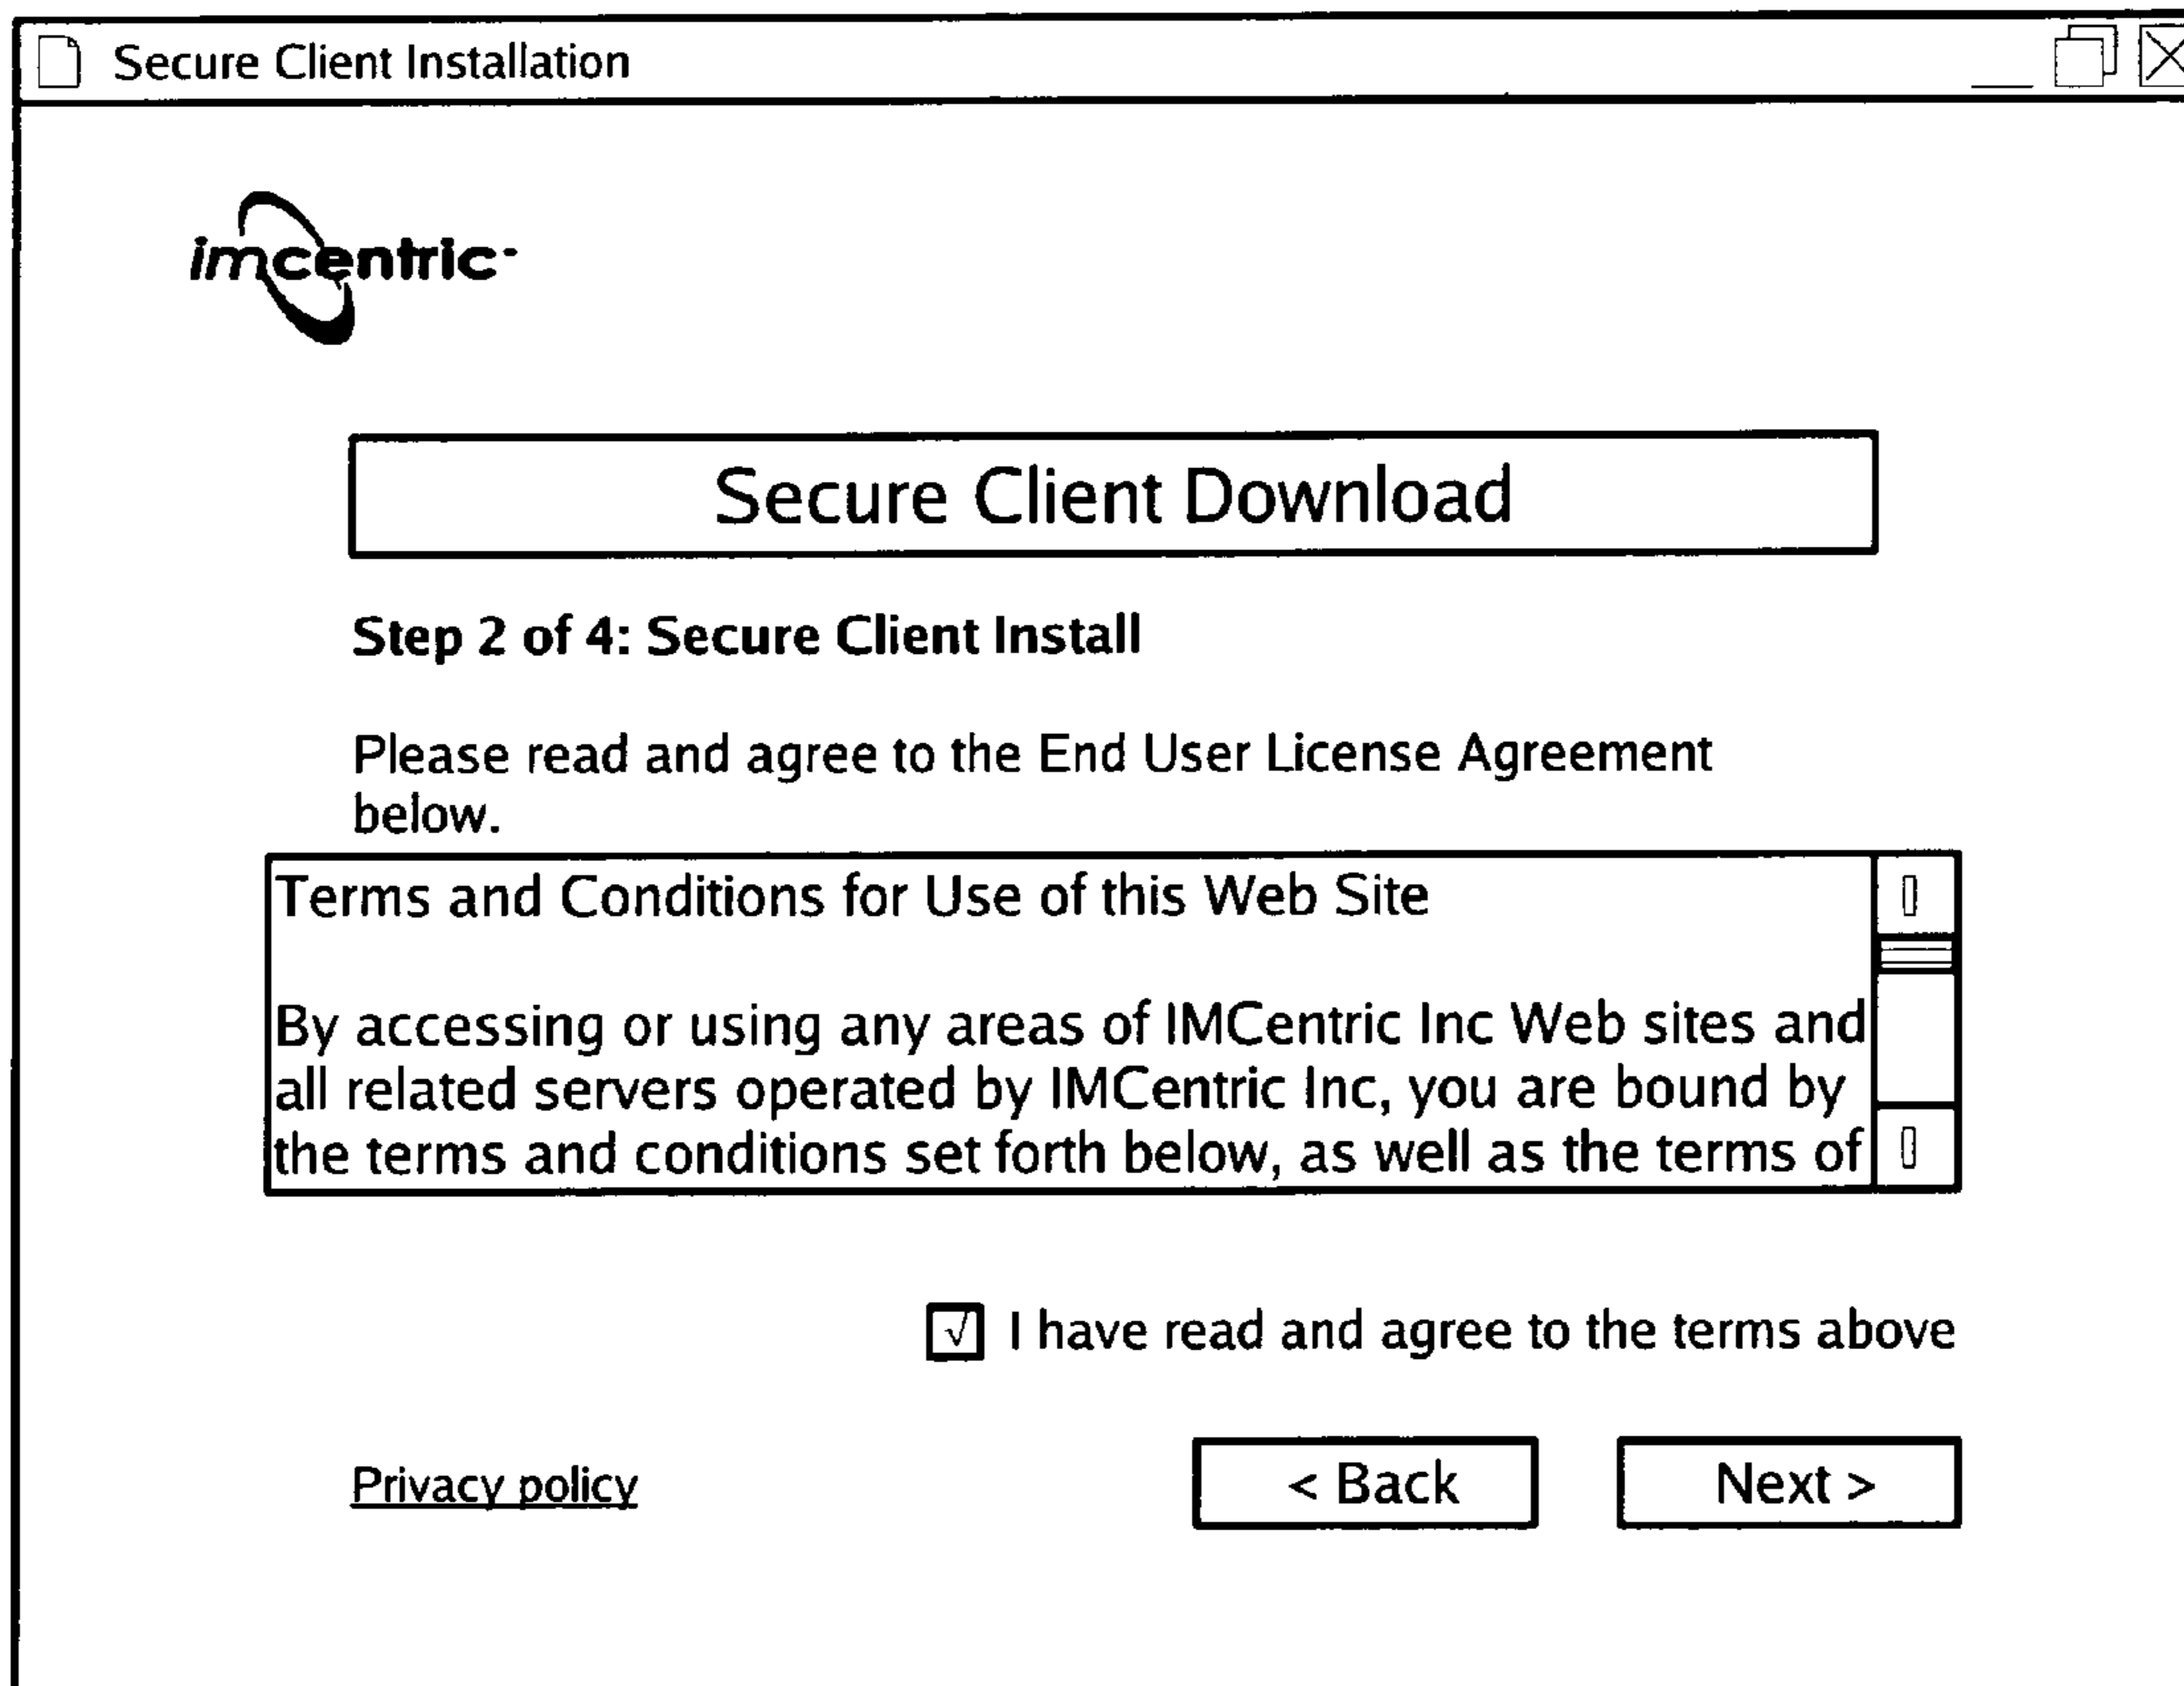 Secure Client Installation
imcentric
Secure Client Download
Step 2 of 4: Secure Client Install
Please read and agree to the End User License Agreement
below.
Terms and Conditions for Use of this Web Site
By accessing or using any areas of IMCentric Inc Web sites and
all related servers operated by IMCentric Inc, you are bound by
the terms and conditions set forth below, as well as the terms of
√ I have read and agree to the terms above
Privacy policy
< Back
Next >